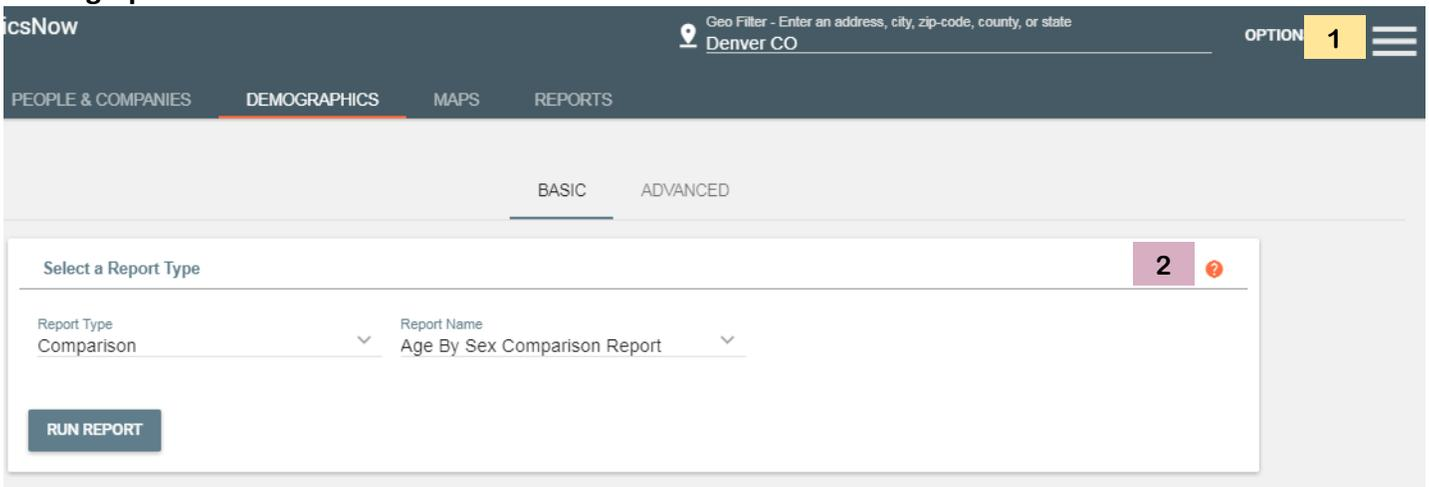 icsNow
Geo Filter - Enter an address, city, zip-code, county, or state
Denver CO
OPTION
1
PEOPLE & COMPANIES DEMOGRAPHICS MAPS REPORTS
BASIC ADVANCED
Select a Report Type
2
?
Report Type
Comparison
Report Name
Age By Sex Comparison Report
RUN REPORT